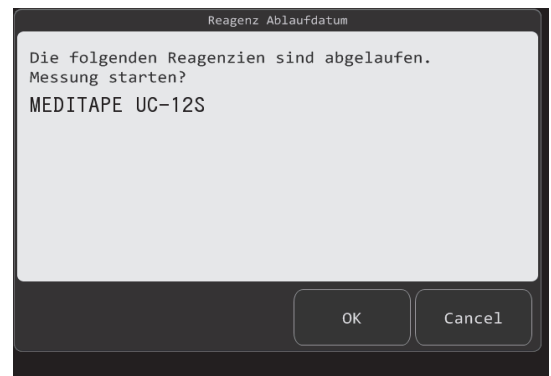 Reagenz Ablaufdatum
Die folgenden Reagenzien sind abgelaufen.
Messung starten?
MEDITAPE UC-12S
OK
Cancel